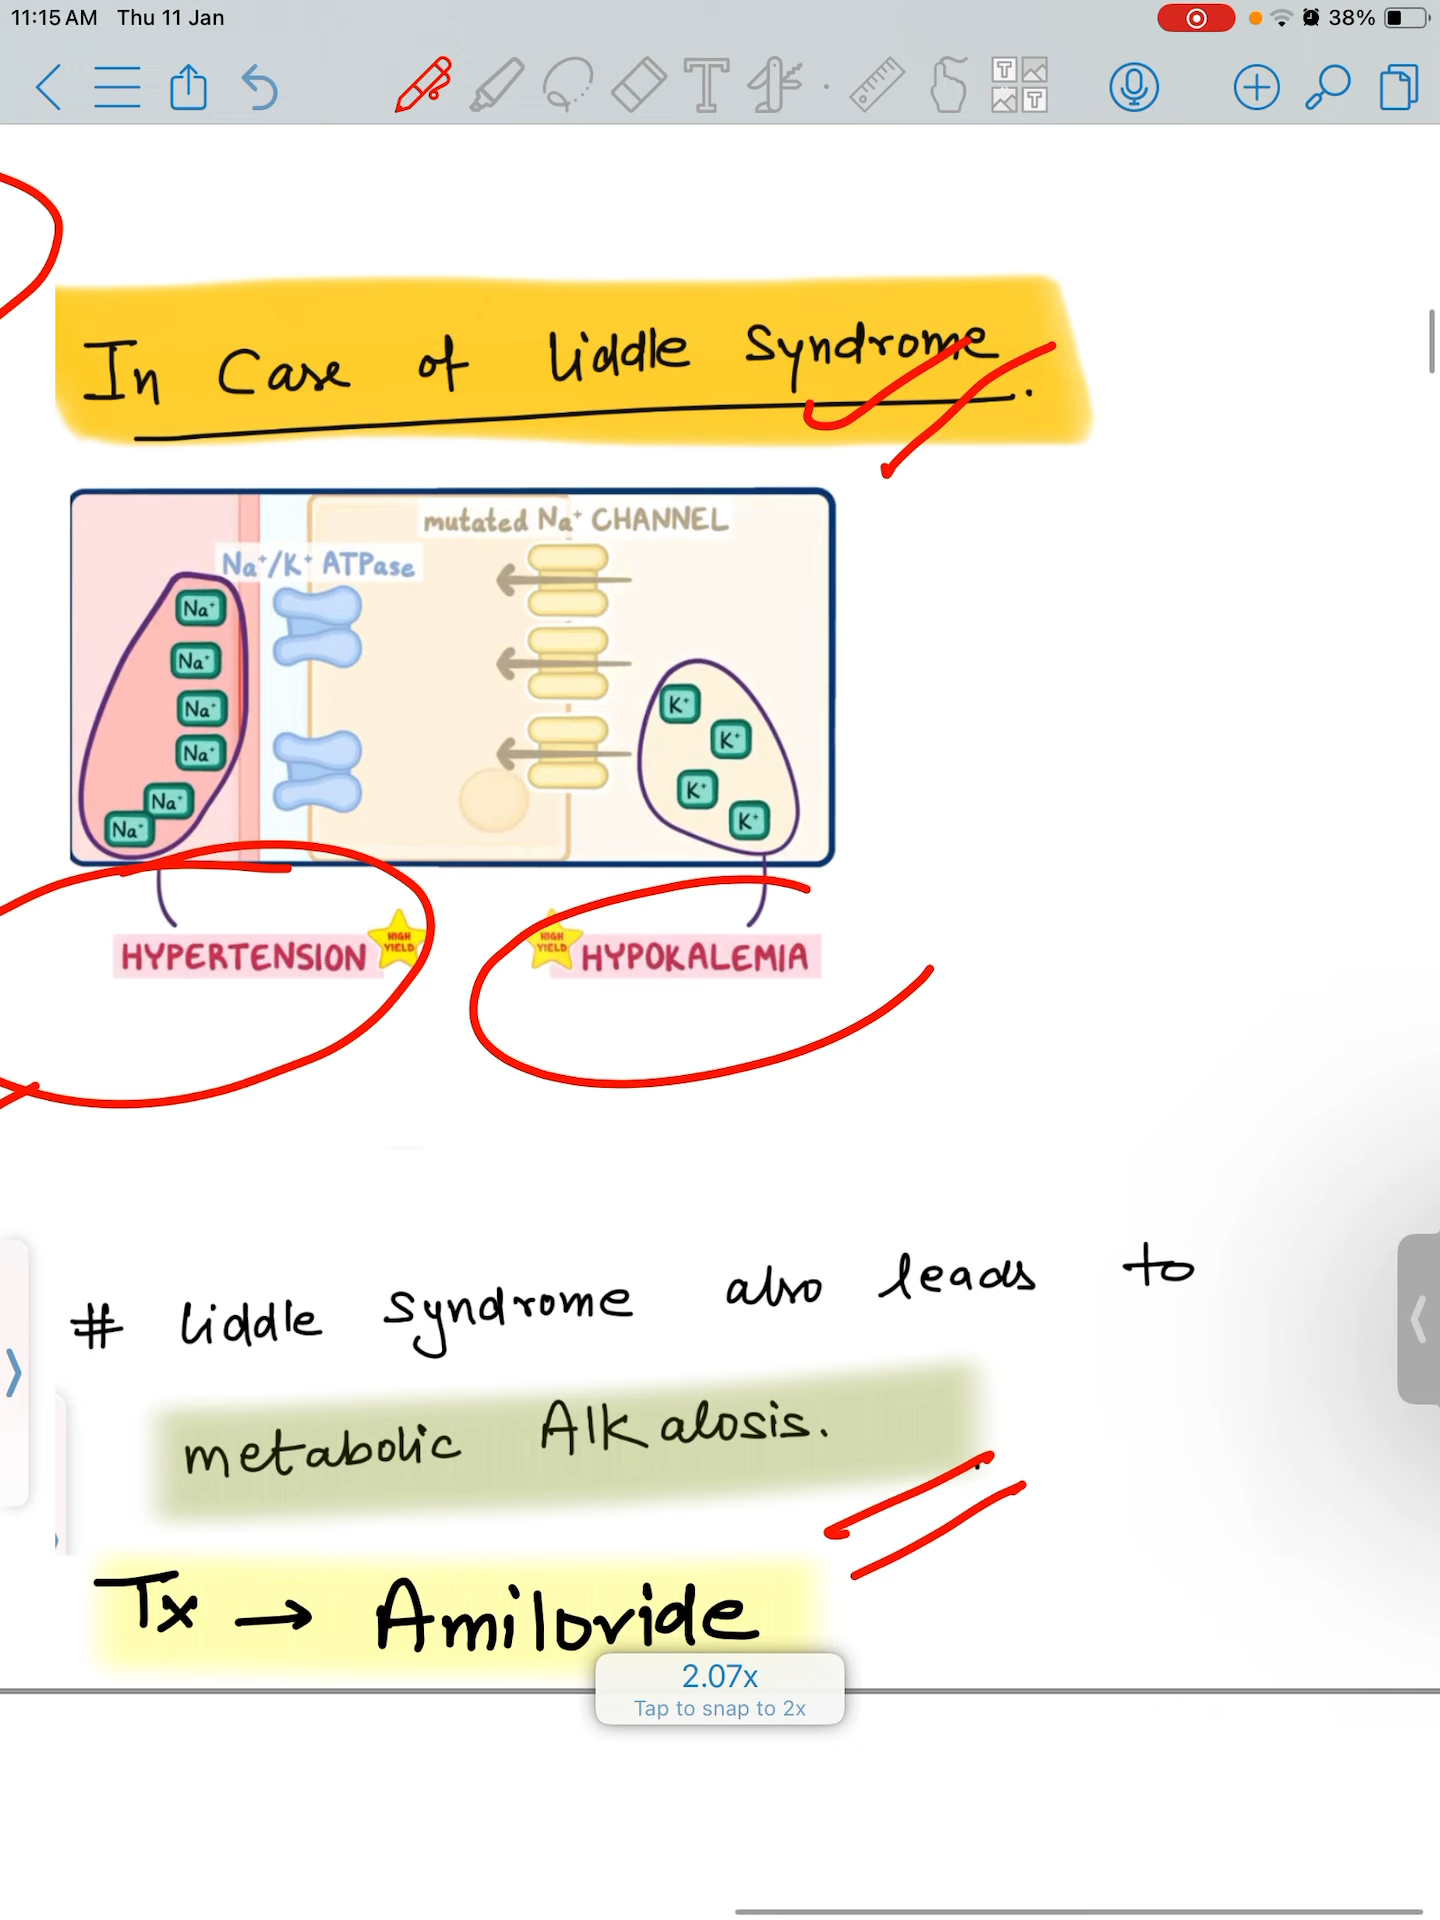 11:15 AM Thu 11 Jan
38%
In Case of Liddle Syndrome.
mutated Na⁺ CHANNEL
Na⁺/K⁺ ATPase
Na⁺
Na⁺
Na⁺
Na⁺
Na⁺
Na⁺
K⁺
K⁺
K⁺
K⁺
HYPERTENSION HIGH YIELD
HIGH YIELD HYPOKALEMIA
# Liddle Syndrome also leads to
metabolic Alkalosis.
Tx → Amiloride
2.07x
Tap to snap to 2x